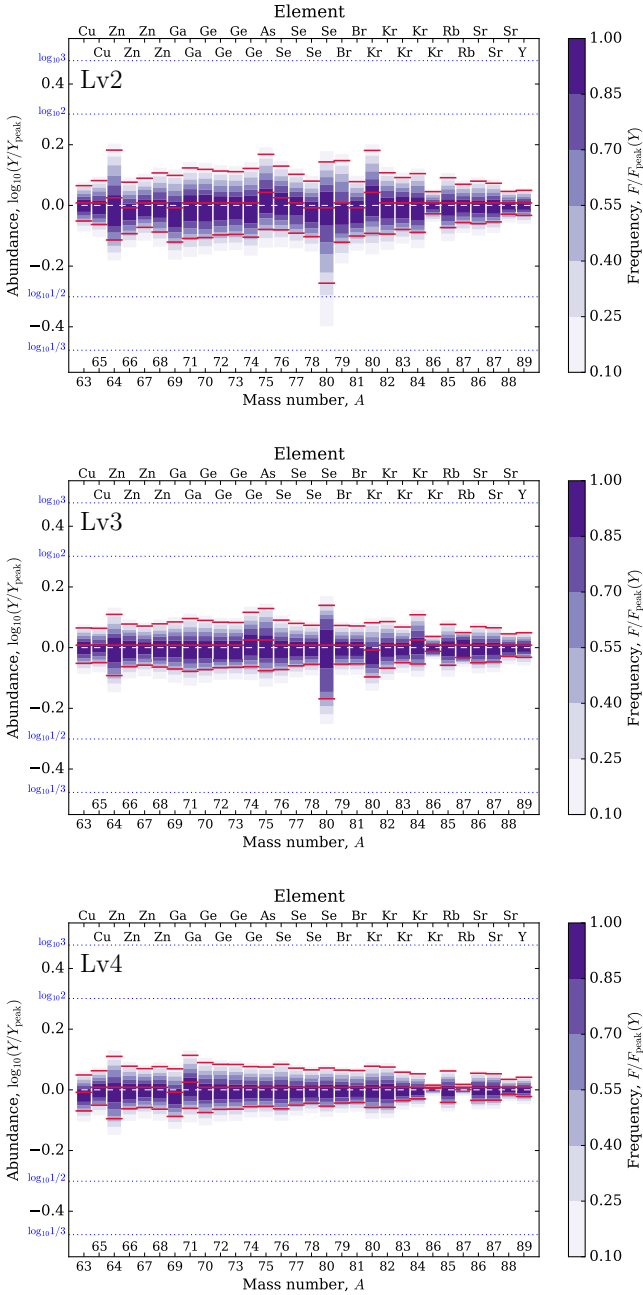 Element
Cu Zn Zn Ga Ge Ge As Se Se Br Kr Rb Sr Sr
Cu Zn Zn Ga Ge Ge Se Se Br Kr Kr Kr Rb Sr Y
log₁₀3
Lv2
0.4
log₁₀2
0.2
0.0
−0.2
log₁₀1/2
−0.4
log₁₀1/3
Abundance, log₁₀(Y/Y_peak)
65 66 68 71 72 74 76 78 79 80 83 86 87 87 89
63 64 67 69 70 73 75 77 80 81 82 84 85 86 88
Mass number, A
1.00
0.85
0.70
0.55
0.40
0.25
0.10
Frequency, F/F_peak(Y)
Element
Cu Zn Zn Ga Ge Ge As Se Se Br Kr Kr Rb Sr Sr
Cu Zn Zn Ga Ge Ge Se Se Br Kr Kr Kr Rb Sr Y
log₁₀3
Lv3
0.4
log₁₀2
0.2
0.0
−0.2
log₁₀1/2
−0.4
log₁₀1/3
Abundance, log₁₀(Y/Y_peak)
65 66 68 71 72 74 76 78 79 80 83 86 87 87 89
63 64 67 69 70 73 75 77 80 81 82 84 85 86 88
Mass number, A
1.00
0.85
0.70
0.55
0.40
0.25
0.10
Frequency, F/F_peak(Y)
Element
Cu Zn Zn Ga Ge Ge As Se Se Br Kr Kr Rb Sr Sr
Cu Zn Zn Ga Ge Ge Se Se Br Kr Kr Kr Rb Sr Y
log₁₀3
Lv4
0.4
log₁₀2
0.2
0.0
−0.2
log₁₀1/2
−0.4
log₁₀1/3
Abundance, log₁₀(Y/Y_peak)
65 66 68 71 72 74 76 78 79 80 83 86 87 87 89
63 64 67 69 70 73 75 77 80 81 82 84 85 86 88
Mass number, A
1.00
0.85
0.70
0.55
0.40
0.25
0.10
Frequency, F/F_peak(Y)